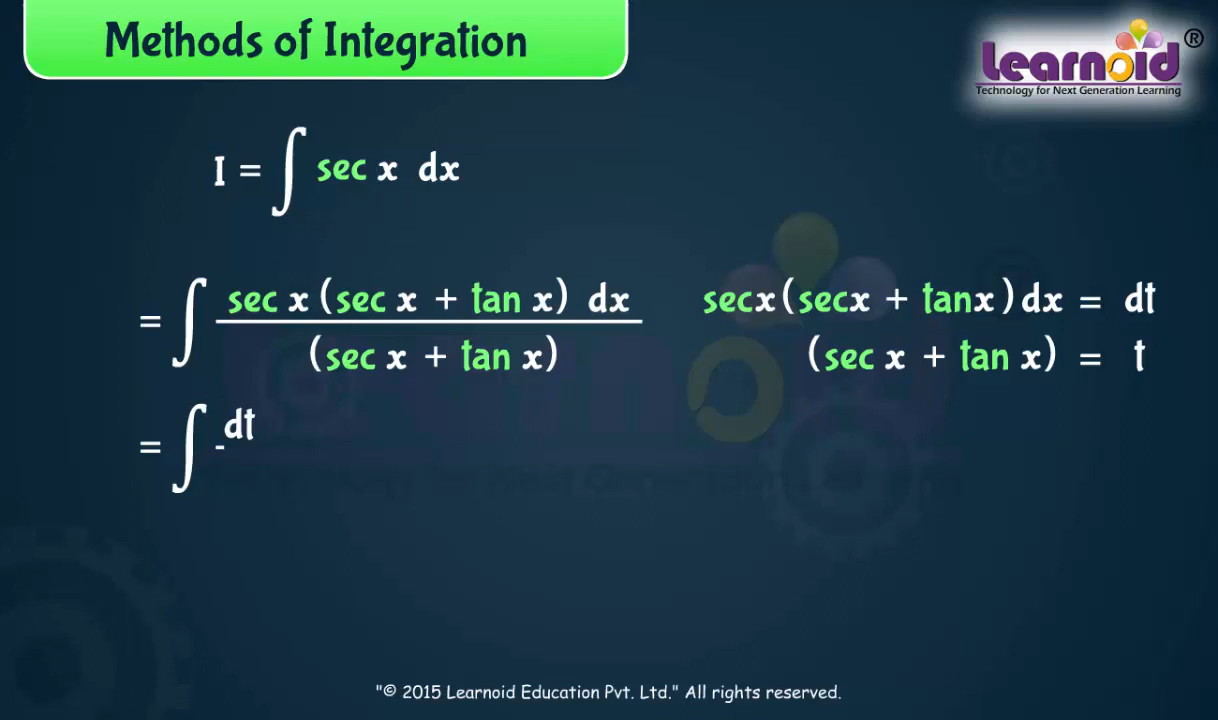 Methods of Integration
Learnoid ®
Technology for Next Generation Learning
I = ∫ sec x dx
= ∫ sec x (sec x + tan x) dx / (sec x + tan x)
secx(secx + tanx)dx = dt
(sec x + tan x) = t
= ∫ dt
"© 2015 Learnoid Education Pvt. Ltd." All rights reserved.